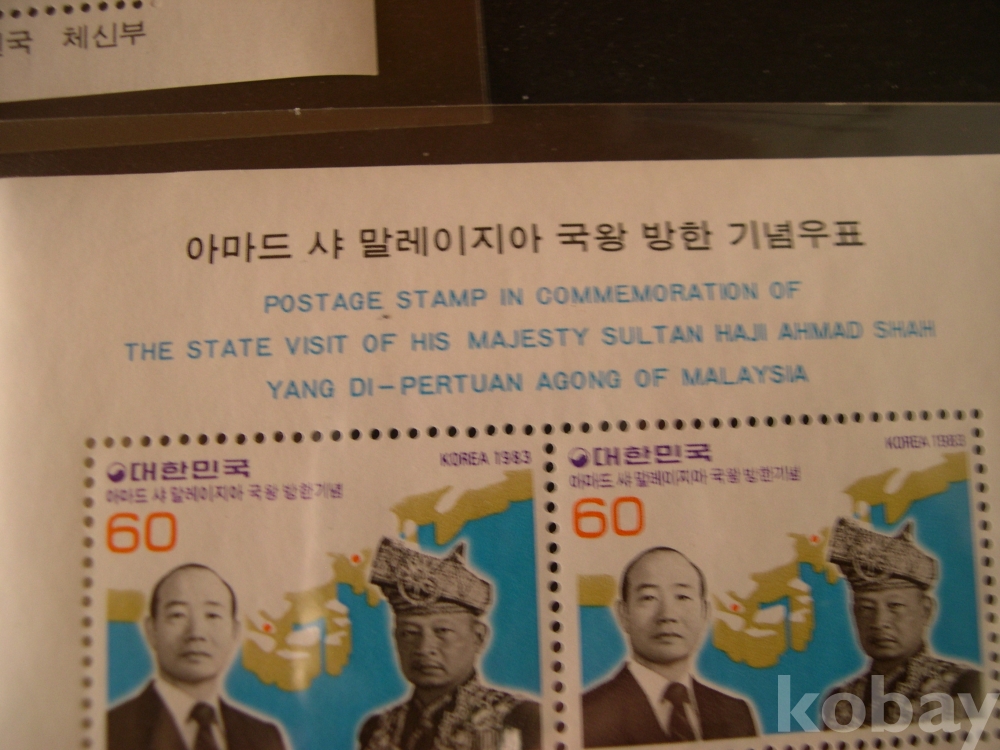 국 체신부
아마드 샤 말레이지아 국왕 방한 기념우표
POSTAGE STAMP IN COMMEMORATION OF
THE STATE VISIT OF HIS MAJESTY SULTAN HAJI AHMAD SHAH
YANG DI-PERTUAN AGONG OF MALAYSIA
대한민국 KOREA 1983
아마드 샤 말레이지아 국왕 방한기념
60
대한민국 KOREA 1983
아마드 샤 말레이지아 국왕 방한기념
60
kobay